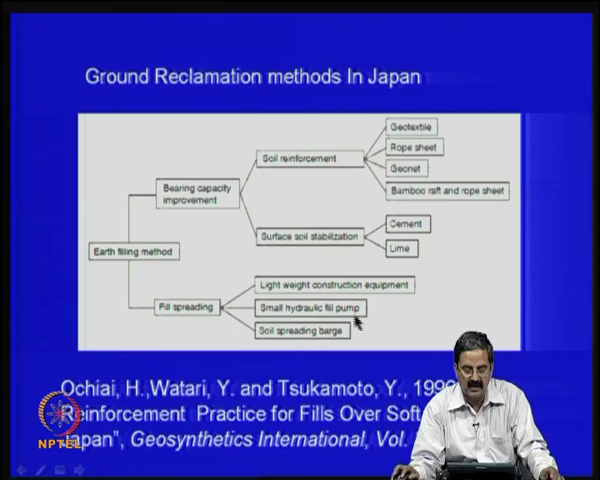 Ground Reclamation methods In Japan
Geotextile
Rope sheet
Soil reinforcement
Geonet
Bearing capacity
improvement
Bamboo raft and rope sheet
Cement
Surface soil stabilization
Lime
Earth filling method
Light weight construction equipment
Fill spreading
Small hydraulic fill pump
Soil spreading barge
Ochiai, H.,Watari, Y. and Tsukamoto, Y.,
Reinforcement Practice for Fills Over Soft
Japan", Geosynthetics International, Vol.
NPTEL